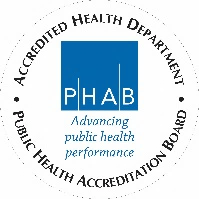 • ACCREDITED HEALTH DEPARTMENT •
PUBLIC HEALTH ACCREDITATION BOARD
PHAB
Advancing
public health
performance